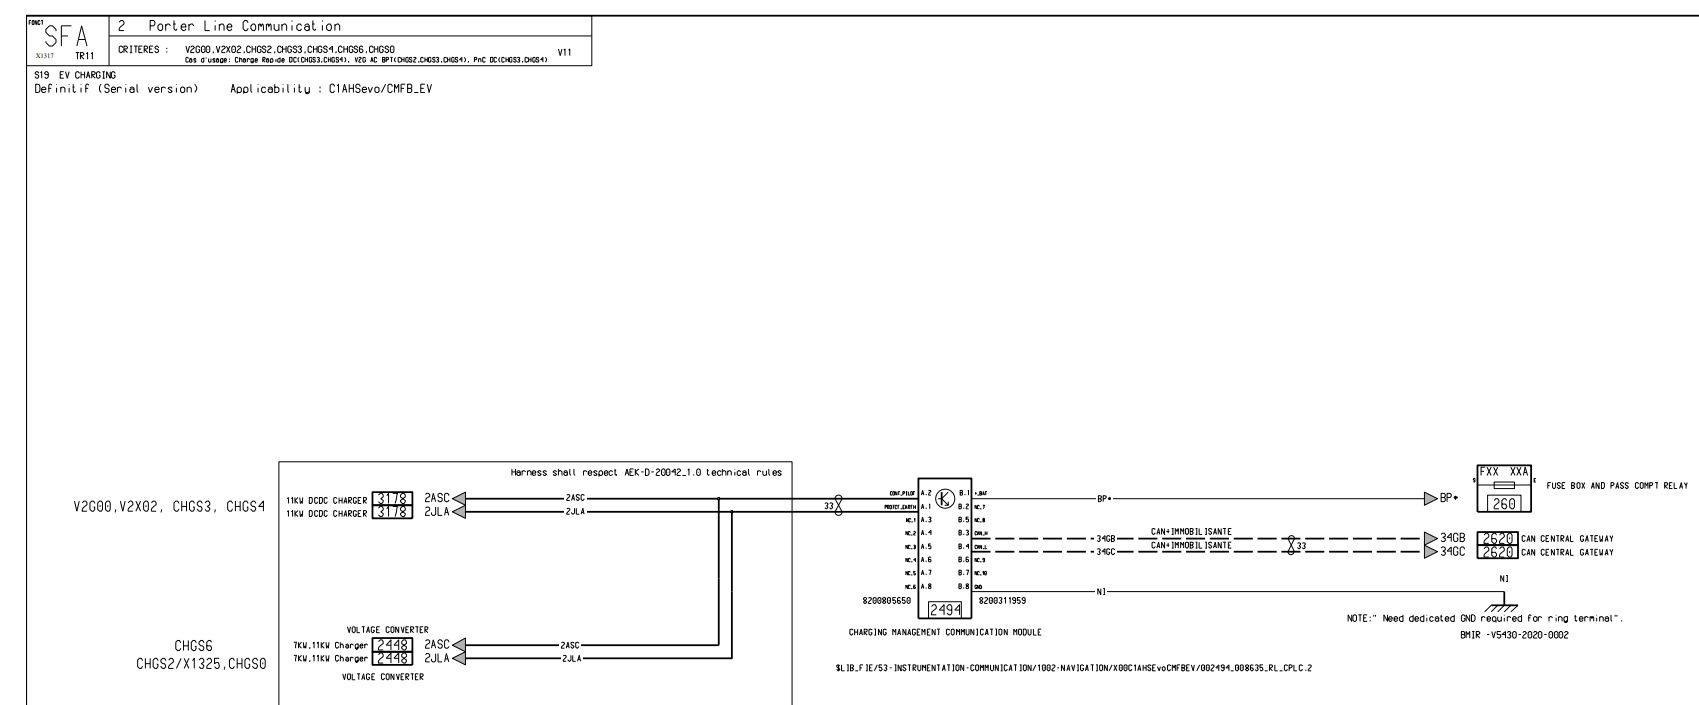 FONCT
SFA
X1317 TR11
2 Porter Line Communication
CRITERES : V2G00,V2X02,CHGS2,CHGS3,CHGS4,CHGS6,CHGS0 V11
Cas d'usage: Charge Rapide DC(CHGS3,CHGS4), V2G AC BPT(CHGS2,CHGS3,CHGS4), PnC DC(CHGS3,CHGS4)
S19 EV CHARGING
Definitif (Serial version) Applicability : C1AHSevo/CMFB_EV
Harness shall respect AEK-D-20042_1.0 technical rules
V2G00,V2X02, CHGS3, CHGS4
11KW DCDC CHARGER 3178 2ASC 2ASC
11KW DCDC CHARGER 3178 2JLA 2JLA
33
CONT_PILOT A.2 B.1 +_BAT
PROTCT_EARTH A.1 B.2 NC_7
NC_1 A.3 B.5 NC_8
NC_2 A.4 B.3 CAN_H
NC_3 A.5 B.4 CAN_L
NC_4 A.6 B.6 NC_9
NC_5 A.7 B.7 NC_10
NC_6 A.8 B.8 GND
8200805650 2494 8200311959
CHARGING MANAGEMENT COMMUNICATION MODULE
BP* BP*
FXX XXA
260
FUSE BOX AND PASS COMPT RELAY
CAN+IMMOBILISANTE
34GB 34GB 2620 CAN CENTRAL GATEWAY
CAN+IMMOBILISANTE
34GC 33 34GC 2620 CAN CENTRAL GATEWAY
NI NI
NOTE:" Need dedicated GND required for ring terminal".
BMIR -V5430-2020-0002
CHGS6
CHGS2/X1325,CHGS0
VOLTAGE CONVERTER
7KW,11KW Charger 2448 2ASC 2ASC
7KW,11KW Charger 2448 2JLA 2JLA
VOLTAGE CONVERTER
$LIB_FIE/53-INSTRUMENTATION-COMMUNICATION/1002-NAVIGATION/X00C1AHSEvoCMFBEV/002494_008635_RL_CPLC.2